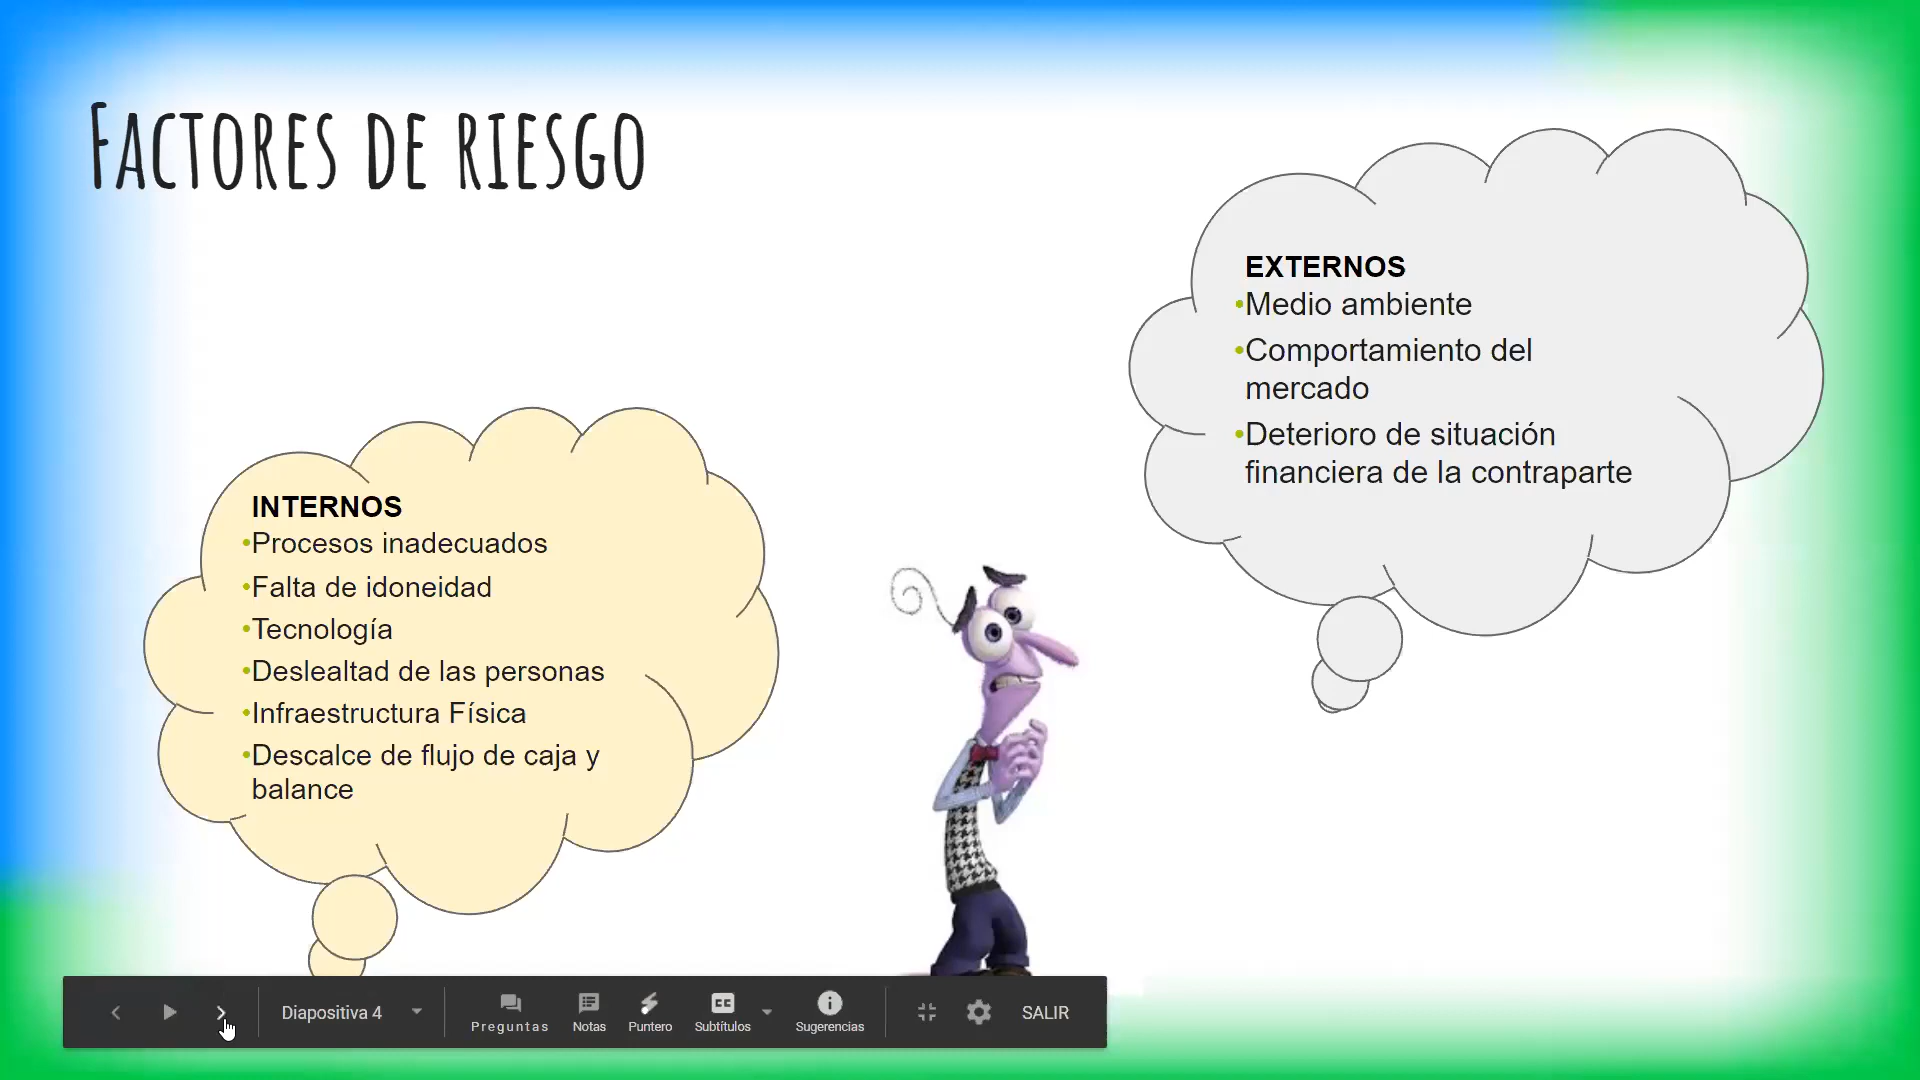 FACTORES DE RIESGO
EXTERNOS
•Medio ambiente
•Comportamiento del
mercado
•Deterioro de situación
financiera de la contraparte
INTERNOS
•Procesos inadecuados
•Falta de idoneidad
•Tecnología
•Deslealtad de las personas
•Infraestructura Física
•Descalce de flujo de caja y
balance
Diapositiva 4
Preguntas
Notas
Puntero
CC
Subtítulos
Sugerencias
SALIR